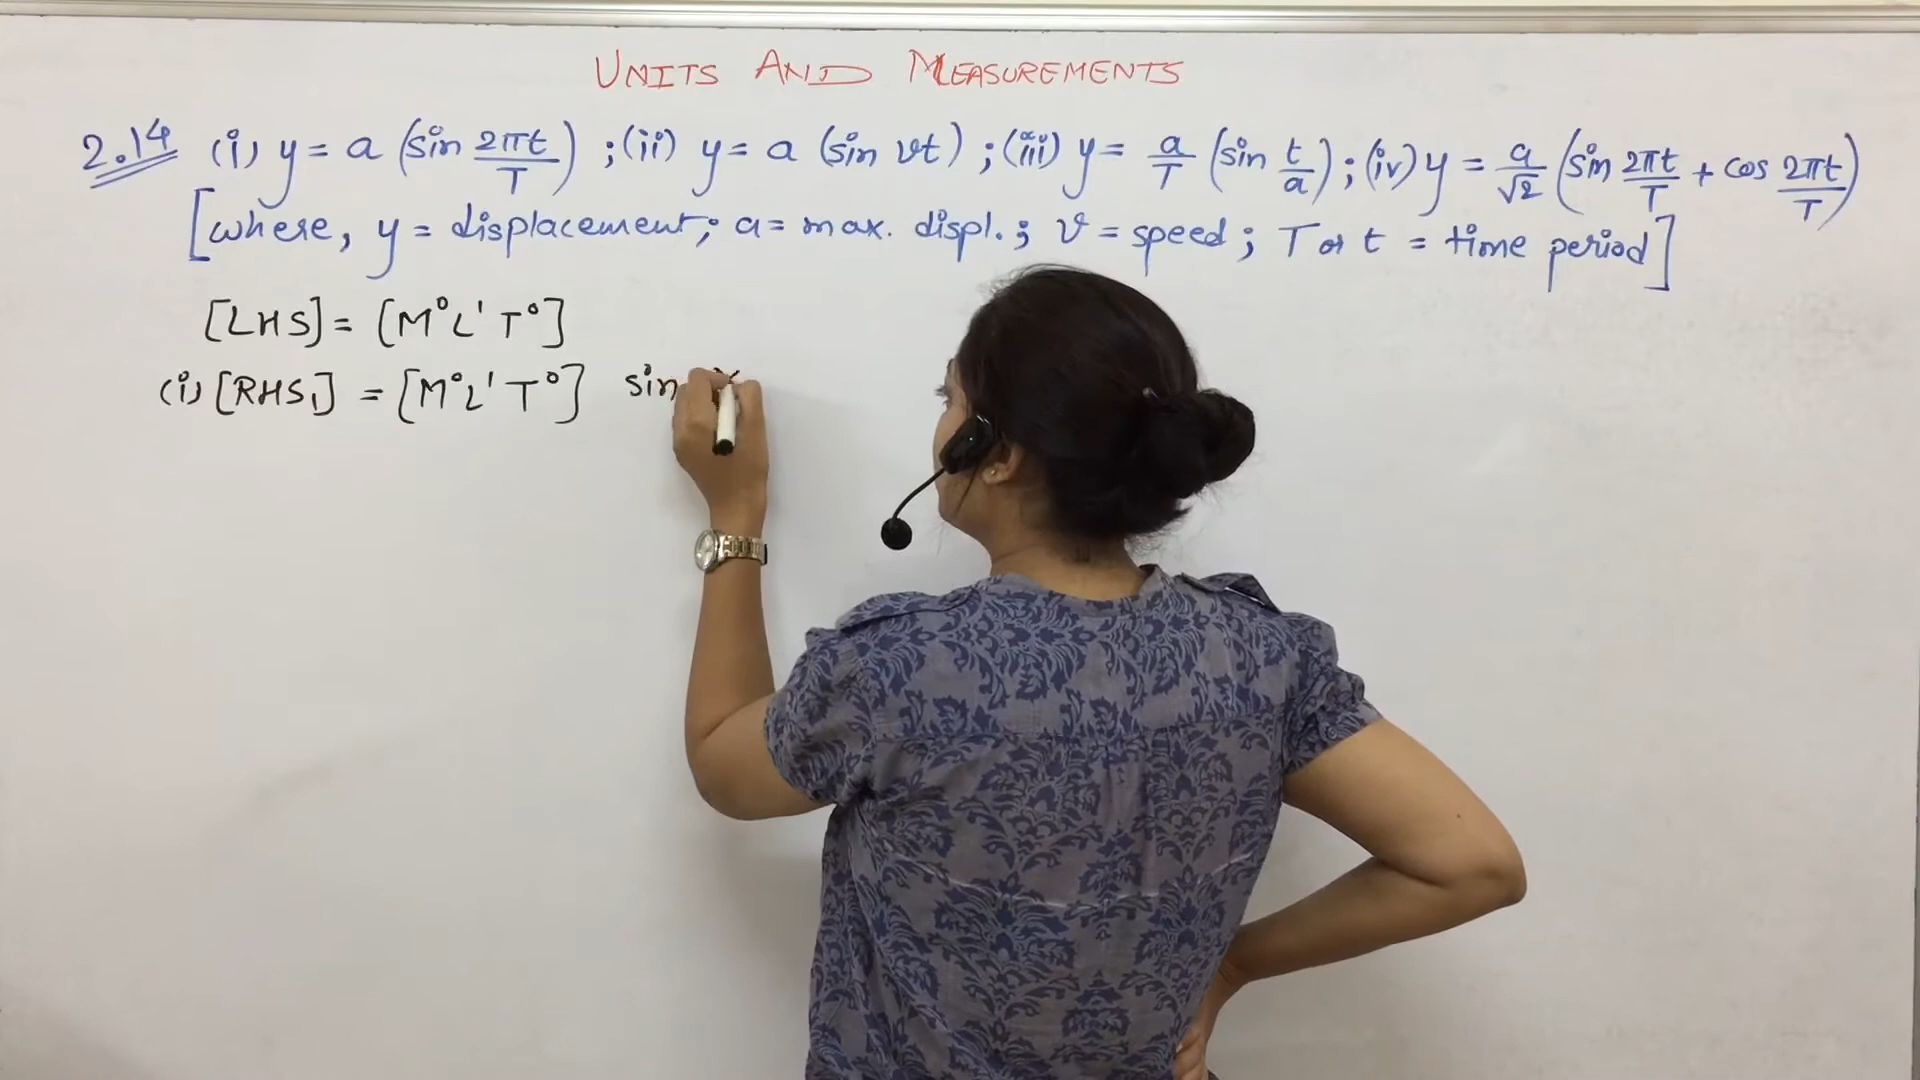 UNITS AND MEASUREMENTS
2.14 (i) y = a (sin 2πt/T) ; (ii) y = a (sin vt) ; (iii) y = a/T (sin t/a) ; (iv) y = a/√2 (sin 2πt/T + cos 2πt/T)
[where, y = displacement; a = max. displ. ; v = speed ; T or t = time period]
[LHS] = [M⁰L¹T⁰]
(i) [RHS₁] = [M⁰L¹T⁰] sin